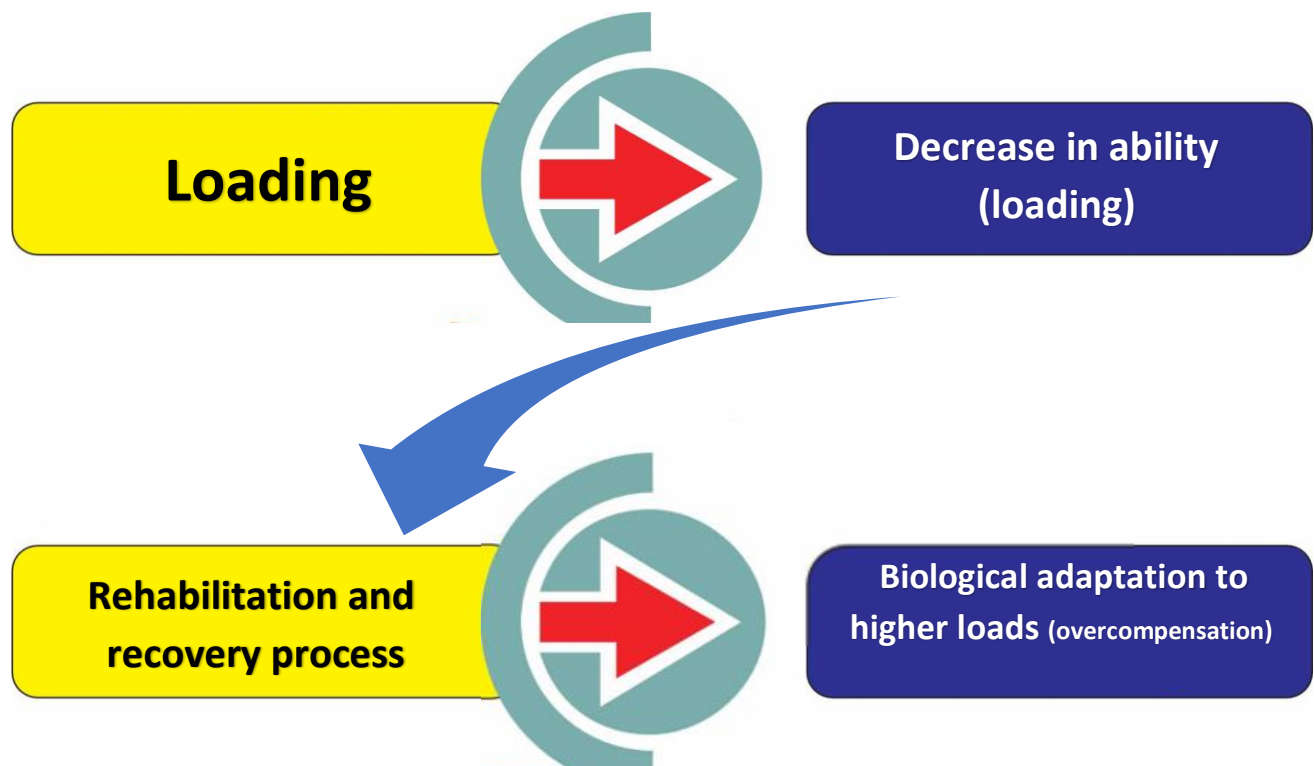 Loading
Decrease in ability
(loading)
Rehabilitation and
recovery process
Biological adaptation to
higher loads (overcompensation)